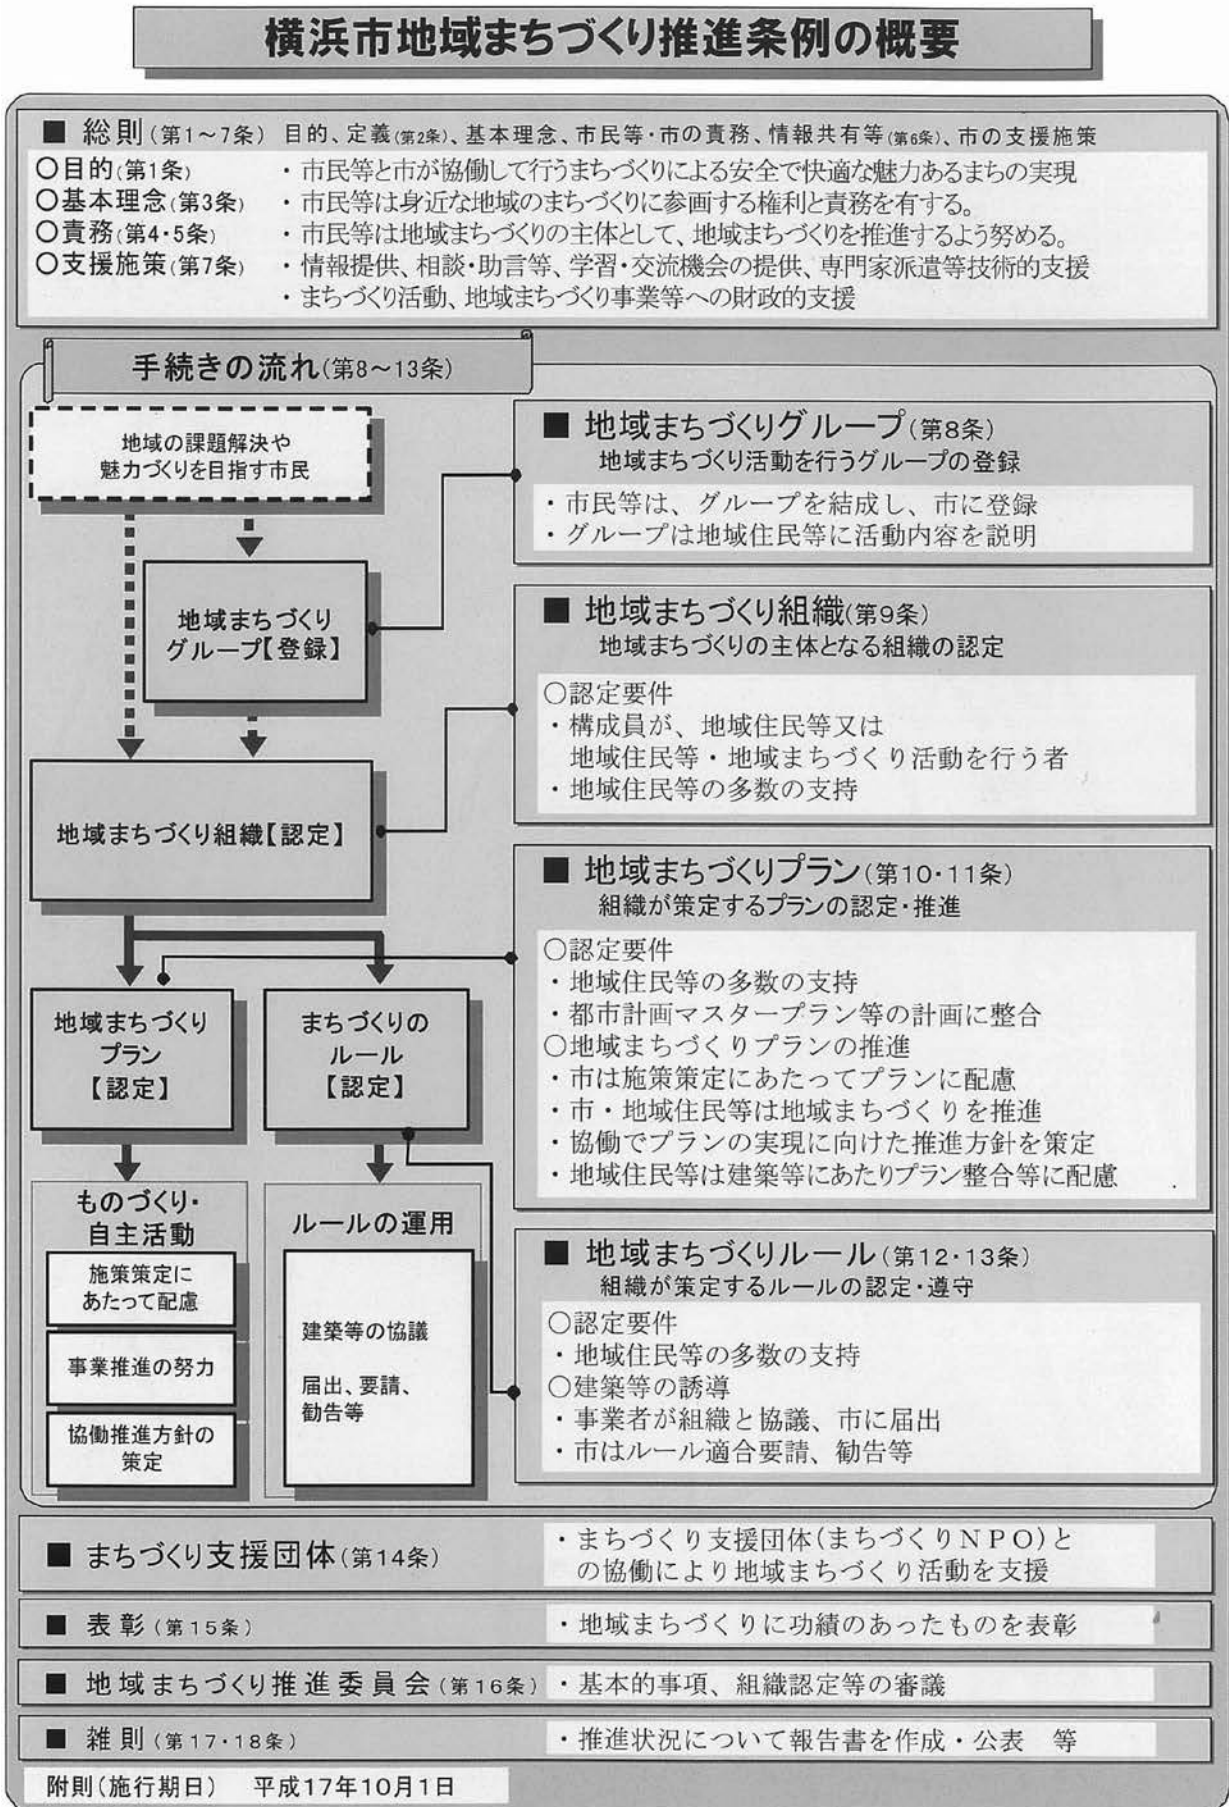 横浜市地域まちづくり推進条例の概要
■ 総則(第1～7条) 目的、定義(第2条)、基本理念、市民等・市の責務、情報共有等(第6条)、市の支援施策
○目的(第1条) ・市民等と市が協働して行うまちづくりによる安全で快適な魅力あるまちの実現
○基本理念(第3条) ・市民等は身近な地域のまちづくりに参画する権利と責務を有する。
○責務(第4・5条) ・市民等は地域まちづくりの主体として、地域まちづくりを推進するよう努める。
○支援施策(第7条) ・情報提供、相談・助言等、学習・交流機会の提供、専門家派遣等技術的支援
・まちづくり活動、地域まちづくり事業等への財政的支援
手続きの流れ(第8～13条)
地域の課題解決や
魅力づくりを目指す市民
地域まちづくり
グループ【登録】
地域まちづくり組織【認定】
地域まちづくり
プラン
【認定】
まちづくりの
ルール
【認定】
ものづくり・
自主活動
施策策定に
あたって配慮
事業推進の努力
協働推進方針の
策定
ルールの運用
建築等の協議
届出、要請、
勧告等
■ 地域まちづくりグループ(第8条)
地域まちづくり活動を行うグループの登録
・市民等は、グループを結成し、市に登録
・グループは地域住民等に活動内容を説明
■ 地域まちづくり組織(第9条)
地域まちづくりの主体となる組織の認定
○認定要件
・構成員が、地域住民等又は
地域住民等・地域まちづくり活動を行う者
・地域住民等の多数の支持
■ 地域まちづくりプラン(第10・11条)
組織が策定するプランの認定・推進
○認定要件
・地域住民等の多数の支持
・都市計画マスタープラン等の計画に整合
○地域まちづくりプランの推進
・市は施策策定にあたってプランに配慮
・市・地域住民等は地域まちづくりを推進
・協働でプランの実現に向けた推進方針を策定
・地域住民等は建築等にあたりプラン整合等に配慮
■ 地域まちづくりルール(第12・13条)
組織が策定するルールの認定・遵守
○認定要件
・地域住民等の多数の支持
○建築等の誘導
・事業者が組織と協議、市に届出
・市はルール適合要請、勧告等
■ まちづくり支援団体(第14条) ・まちづくり支援団体(まちづくりNPO)と
の協働により地域まちづくり活動を支援
■ 表彰(第15条) ・地域まちづくりに功績のあったものを表彰
■ 地域まちづくり推進委員会(第16条) ・基本的事項、組織認定等の審議
■ 雑則(第17・18条) ・推進状況について報告書を作成・公表 等
附則(施行期日) 平成17年10月1日